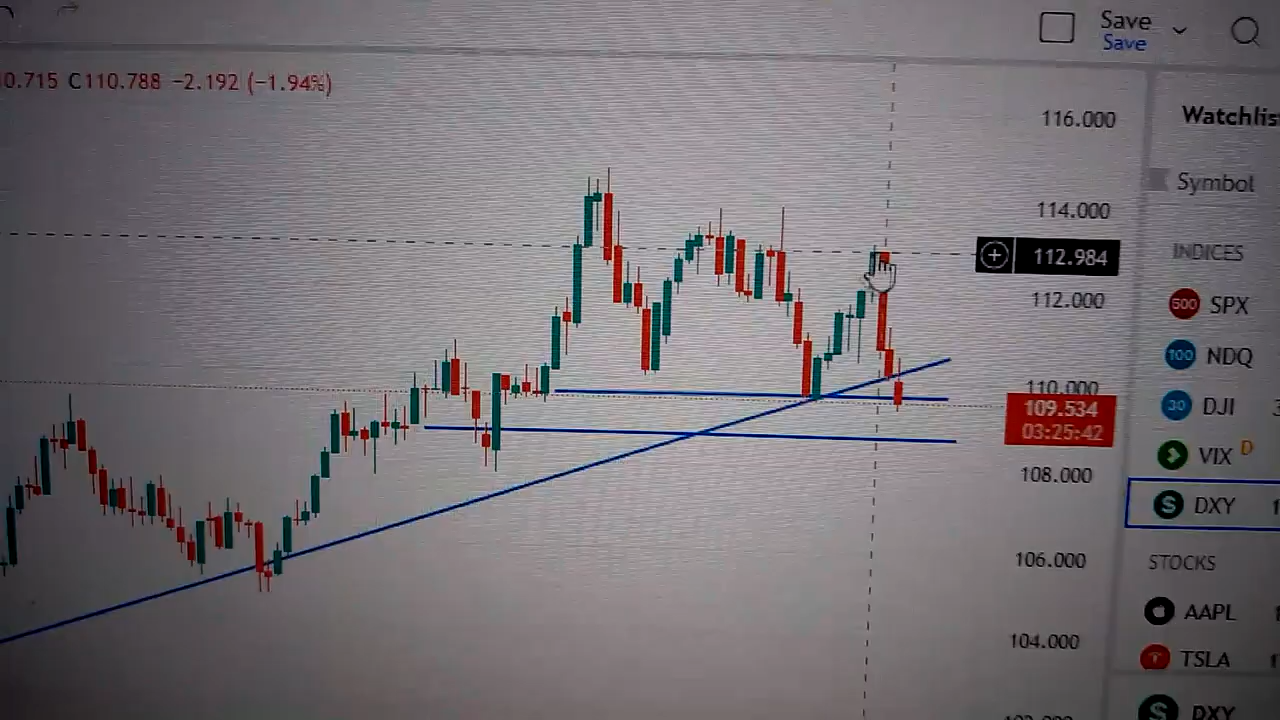 Save
Save
0.715 C110.788 −2.192 (−1.94%)
116.000
114.000
112.984
112.000
110.000
109.534
03:25:42
108.000
106.000
104.000
Watchlis
Symbol
INDICES
500 SPX
100 NDQ
30 DJI
VIX D
S DXY
STOCKS
AAPL
TSLA
S DXY